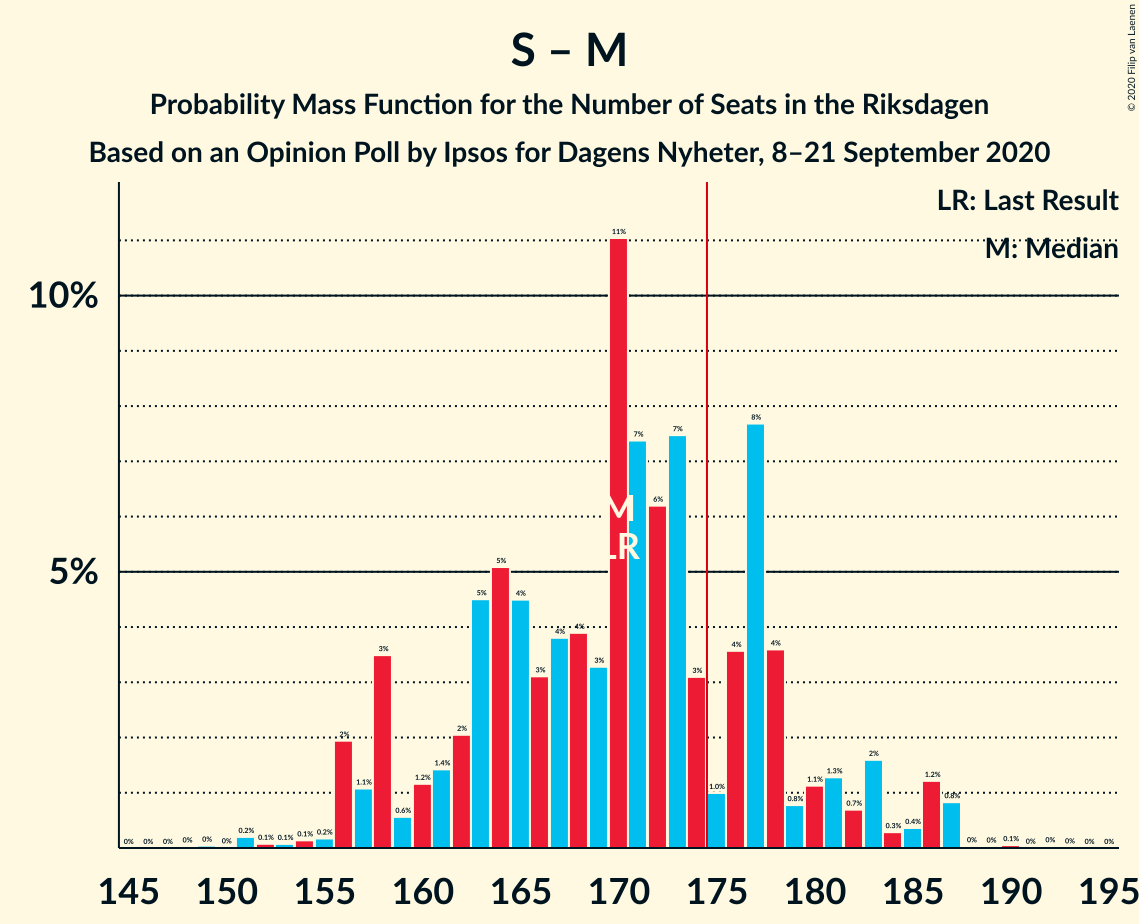 S – M
Probability Mass Function for the Number of Seats in the Riksdagen
Based on an Opinion Poll by Ipsos for Dagens Nyheter, 8–21 September 2020
© 2020 Filip van Laenen
LR: Last Result
M: Median
10%
5%
0% 0% 0% 0% 0% 0% 0.2% 0.1% 0.1% 0.1% 0.2% 2% 1.1% 3% 0.6% 1.2% 1.4% 2% 5% 5% 4% 3% 4% 4% 3% 11% 7% 6% 7% 3% 1.0% 4% 8% 4% 0.8% 1.1% 1.3% 0.7% 2% 0.3% 0.4% 1.2% 0.8% 0% 0% 0.1% 0% 0% 0% 0% 0%
M
LR
145 150 155 160 165 170 175 180 185 190 195